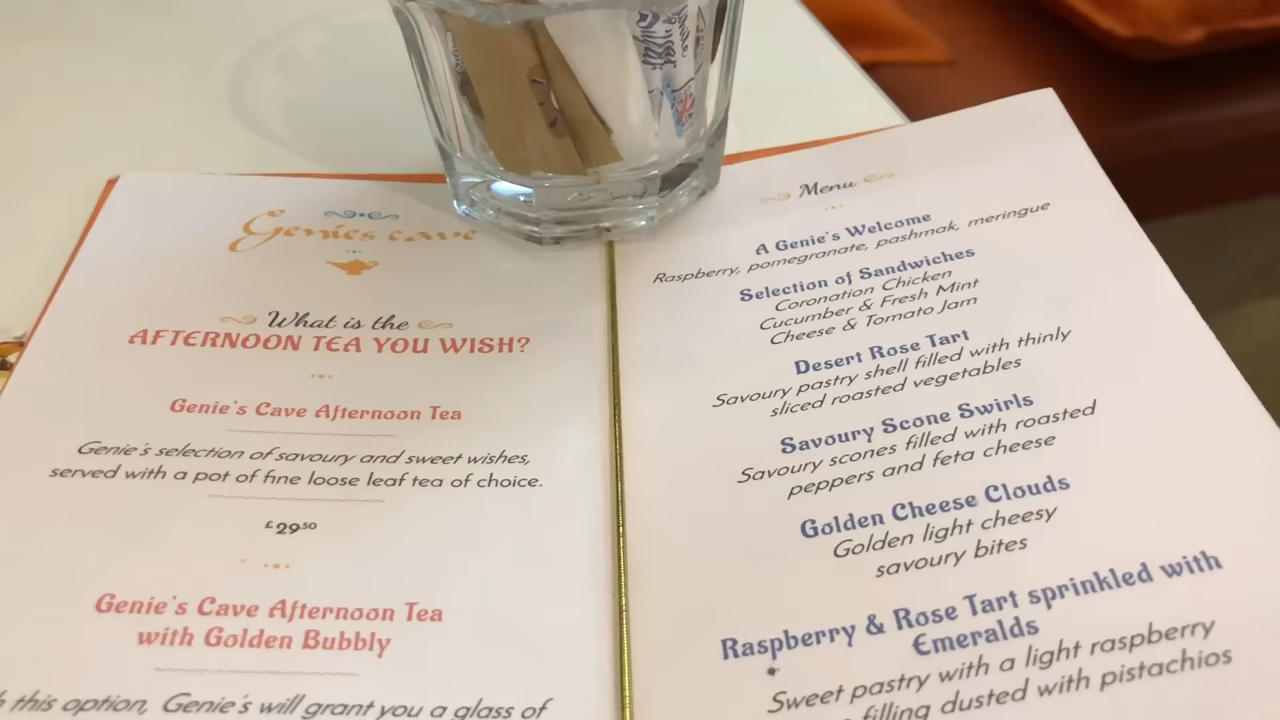 Genies cave
What is the
AFTERNOON TEA YOU WISH?
Genie's Cave Afternoon Tea
Genie's selection of savoury and sweet wishes,
served with a pot of fine loose leaf tea of choice.
£29.50
Genie's Cave Afternoon Tea
with Golden Bubbly
this option, Genie's will grant you a glass of
Menu
A Genie's Welcome
Raspberry, pomegranate, pashmak, meringue
Selection of Sandwiches
Coronation Chicken
Cucumber & Fresh Mint
Cheese & Tomato Jam
Desert Rose Tart
Savoury pastry shell filled with thinly
sliced roasted vegetables
Savoury Scone Swirls
Savoury scones filled with roasted
peppers and feta cheese
Golden Cheese Clouds
Golden light cheesy
savoury bites
Raspberry & Rose Tart sprinkled with
Emeralds
Sweet pastry with a light raspberry
filling dusted with pistachios